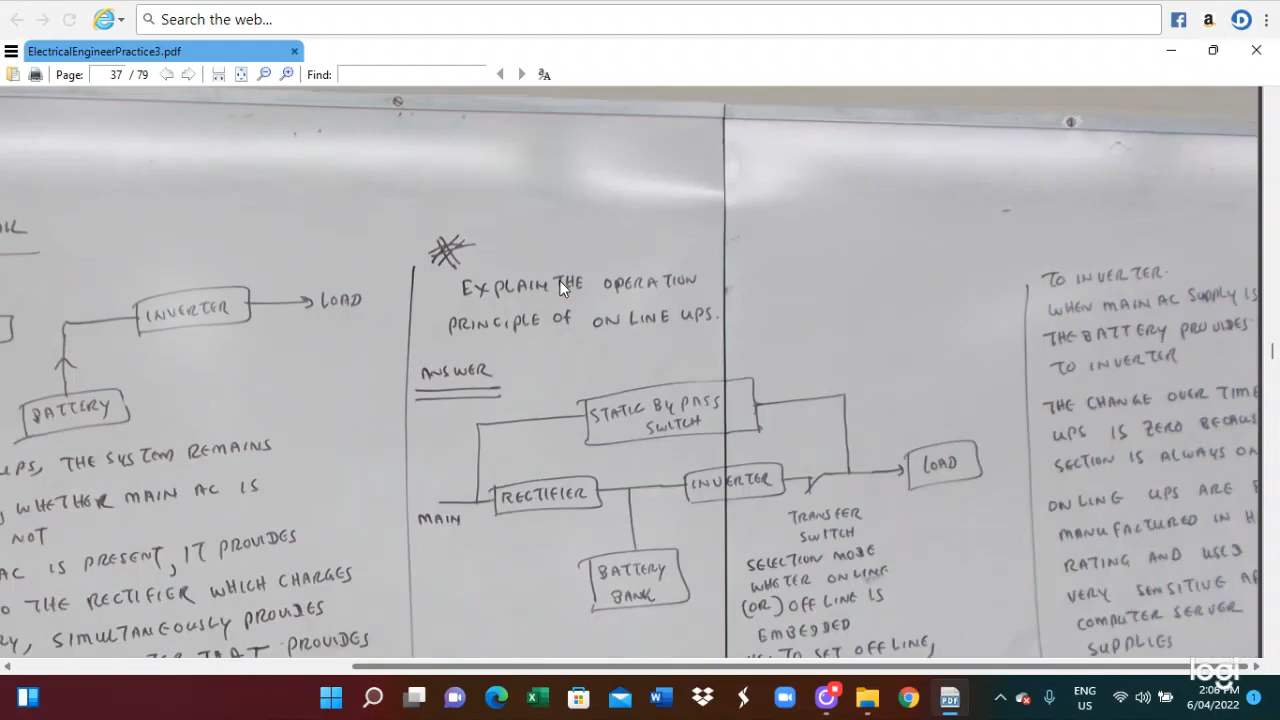 Search the web...
ElectricalEngineerPractice3.pdf
Page: 37 / 79 Find:
INVERTER
LOAD
BATTERY
UPS, THE SYSTEM REMAINS
WHETHER MAIN AC IS
NOT
AC IS PRESENT, IT PROVIDES
THE RECTIFIER WHICH CHARGES
SIMULTANEOUSLY PROVIDES
THAT PROVIDES
EXPLAIN THE OPERATION
PRINCIPLE OF ON LINE UPS.
ANSWER
STATIC BY PASS
SWITCH
MAIN
RECTIFIER
INVERTER
LOAD
BATTERY
BANK
TRANSFER
SWITCH
SELECTION MODE
WHETER ONLINE
(OR) OFF LINE IS
EMBEDDED
TO SET OFF LINE,
TO INVERTER.
WHEN MAIN AC SUPPLY IS
THE BATTERY PROVIDES
TO INVERTER
THE CHANGE OVER TIME
UPS IS ZERO BECAUS
SECTION IS ALWAYS ON
ON LINE UPS ARE
MANUFACTURED IN H
RATING AND USED
VERY SENSITIVE AP
COMPUTER SERVER
SUPPLIES
logi
ENG
US
2:06 PM
6/04/2022